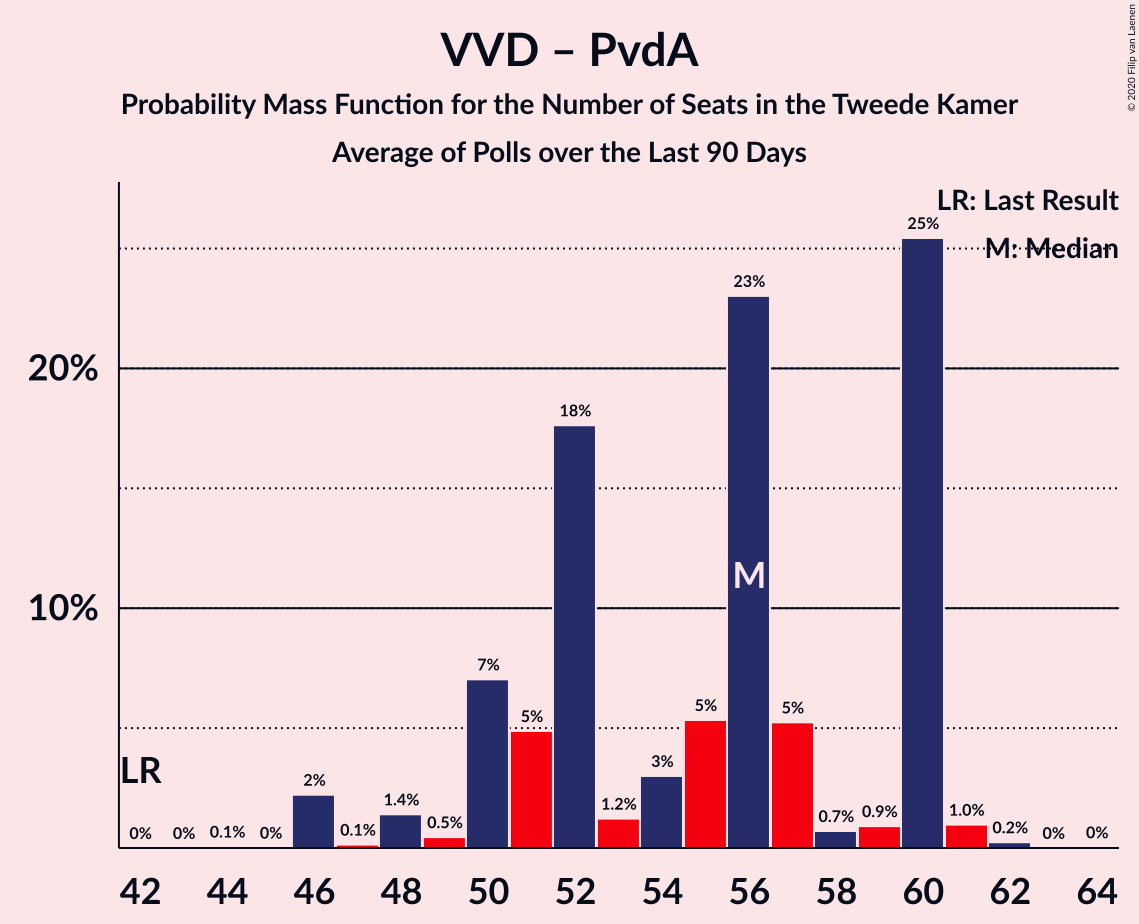 VVD – PvdA
Probability Mass Function for the Number of Seats in the Tweede Kamer
Average of Polls over the Last 90 Days
© 2020 Filip van Laenen
LR: Last Result
M: Median
25%
23%
20%
18%
M
10%
7%
5%
5%
5%
LR
3%
2%
1.4%
1.2%
1.0%
0.9%
0.7%
0.5%
0.2%
0.1%
0% 0% 0.1% 0%
0% 0%
42 44 46 48 50 52 54 56 58 60 62 64